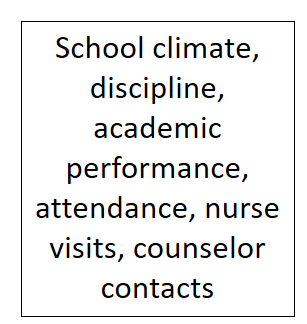 School climate,
discipline,
academic
performance,
attendance, nurse
visits, counselor
contacts